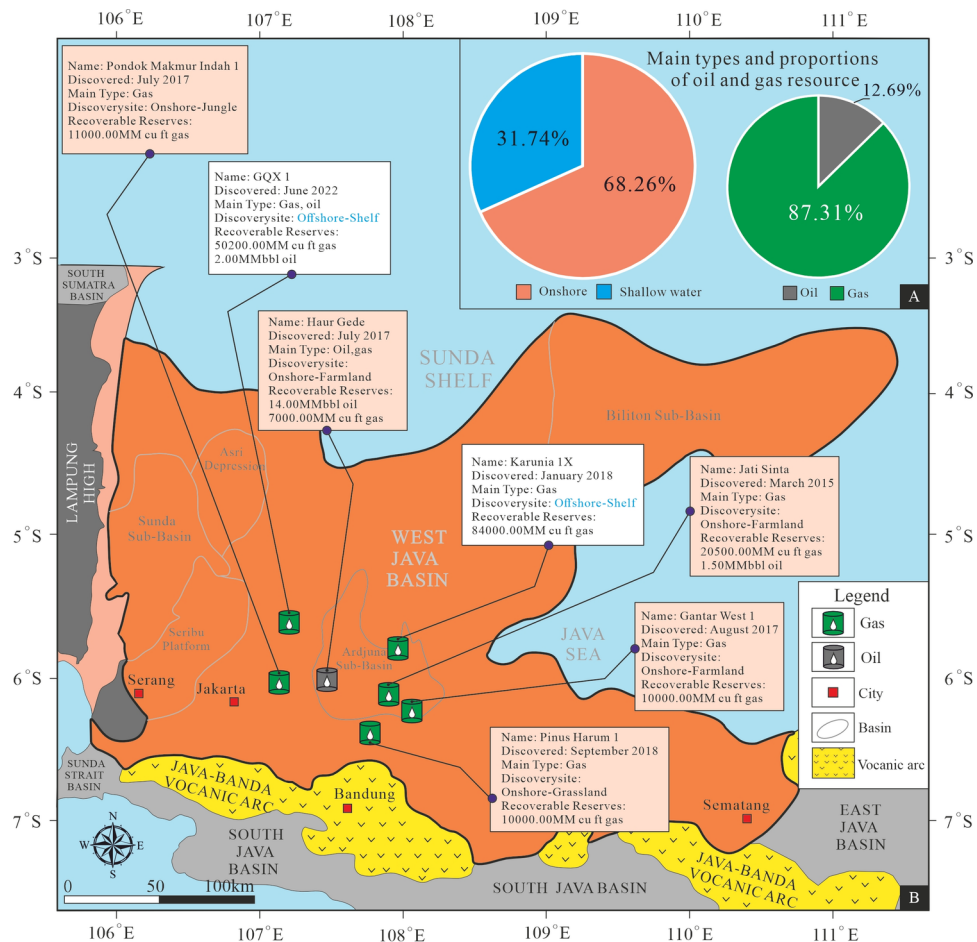 106°E 107°E 108°E 109°E 110°E 111°E
Name: Pondok Makmur Indah 1
Discovered: July 2017
Main Type: Gas
Discoverysite: Onshore-Jungle
Recoverable Reserves:
11000.00MM cu ft gas
Name: GQX 1
Discovered: June 2022
Main Type: Gas, oil
Discoverysite: Offshore-Shelf
Recoverable Reserves:
50200.00MM cu ft gas
2.00MMbbl oil
Name: Haur Gede
Discovered: July 2017
Main Type: Oil,gas
Discoverysite:
Onshore-Farmland
Recoverable Reserves:
14.00MMbbl oil
7000.00MM cu ft gas
Main types and proportions
of oil and gas resource
31.74%
68.26%
12.69%
87.31%
Onshore Shallow water
Oil Gas
A
3°S 3°S
4°S 4°S
5°S 5°S
6°S 6°S
7°S 7°S
SOUTH
SUMATRA
BASIN
LAMPUNG
HIGH
SUNDA
SHELF
Biliton Sub-Basin
Asri
Depression
Sunda
Sub-Basin
WEST
JAVA
BASIN
Name: Karunia 1X
Discovered: January 2018
Main Type: Gas
Discoverysite: Offshore-Shelf
Recoverable Reserves:
84000.00MM cu ft gas
Name: Jati Sinta
Discovered: March 2015
Main Type: Gas
Discoverysite:
Onshore-Farmland
Recoverable Reserves:
20500.00MM cu ft gas
1.50MMbbl oil
Seribu
Platform
Ardjuna
Sub-Basin
JAVA
SEA
Name: Gantar West 1
Discovered: August 2017
Main Type: Gas
Discoverysite:
Onshore-Farmland
Recoverable Reserves:
10000.00MM cu ft gas
Legend
Gas
Oil
City
Basin
Vocanic arc
Serang
Jakarta
Name: Pinus Harum 1
Discovered: September 2018
Main Type: Gas
Discoverysite:
Onshore-Grassland
Recoverable Reserves:
10000.00MM cu ft gas
SUNDA
STRAIT
BASIN
JAVA-BANDA
VOCANIC ARC
Bandung
Sematang
SOUTH
JAVA
BASIN
SOUTH JAVA BASIN
JAVA-BANDA
VOCANIC ARC
EAST
JAVA
BASIN
N
W E
S
0 50 100km
B
106°E 107°E 108°E 109°E 110°E 111°E